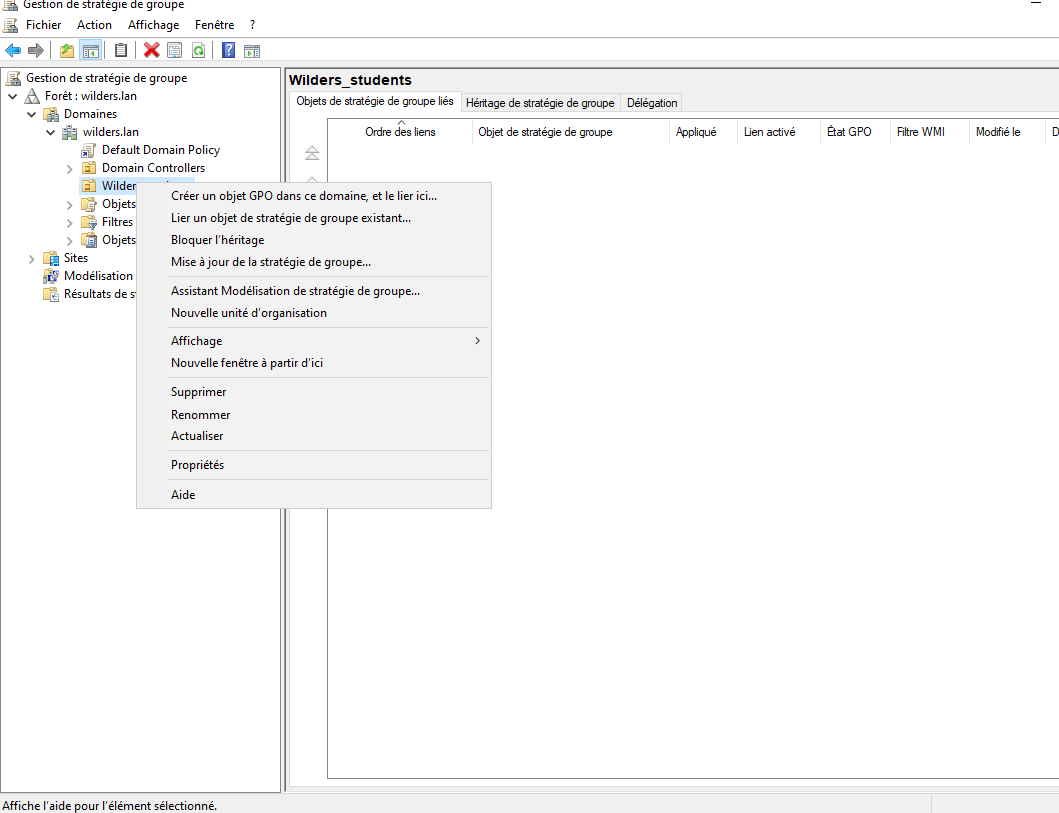 Gestion de stratégie de groupe
Fichier Action Affichage Fenêtre ?
Gestion de stratégie de groupe
Forêt : wilders.lan
Domaines
wilders.lan
Default Domain Policy
Domain Controllers
Wilder
Objets
Filtres
Objets
Sites
Modélisation
Résultats de s
Créer un objet GPO dans ce domaine, et le lier ici...
Lier un objet de stratégie de groupe existant...
Bloquer l’héritage
Mise à jour de la stratégie de groupe...
Assistant Modélisation de stratégie de groupe...
Nouvelle unité d’organisation
Affichage
Nouvelle fenêtre à partir d’ici
Supprimer
Renommer
Actualiser
Propriétés
Aide
Wilders_students
Objets de stratégie de groupe liés Héritage de stratégie de groupe Délégation
Ordre des liens Objet de stratégie de groupe Appliqué Lien activé État GPO Filtre WMI Modifié le D
Affiche l’aide pour l’élément sélectionné.